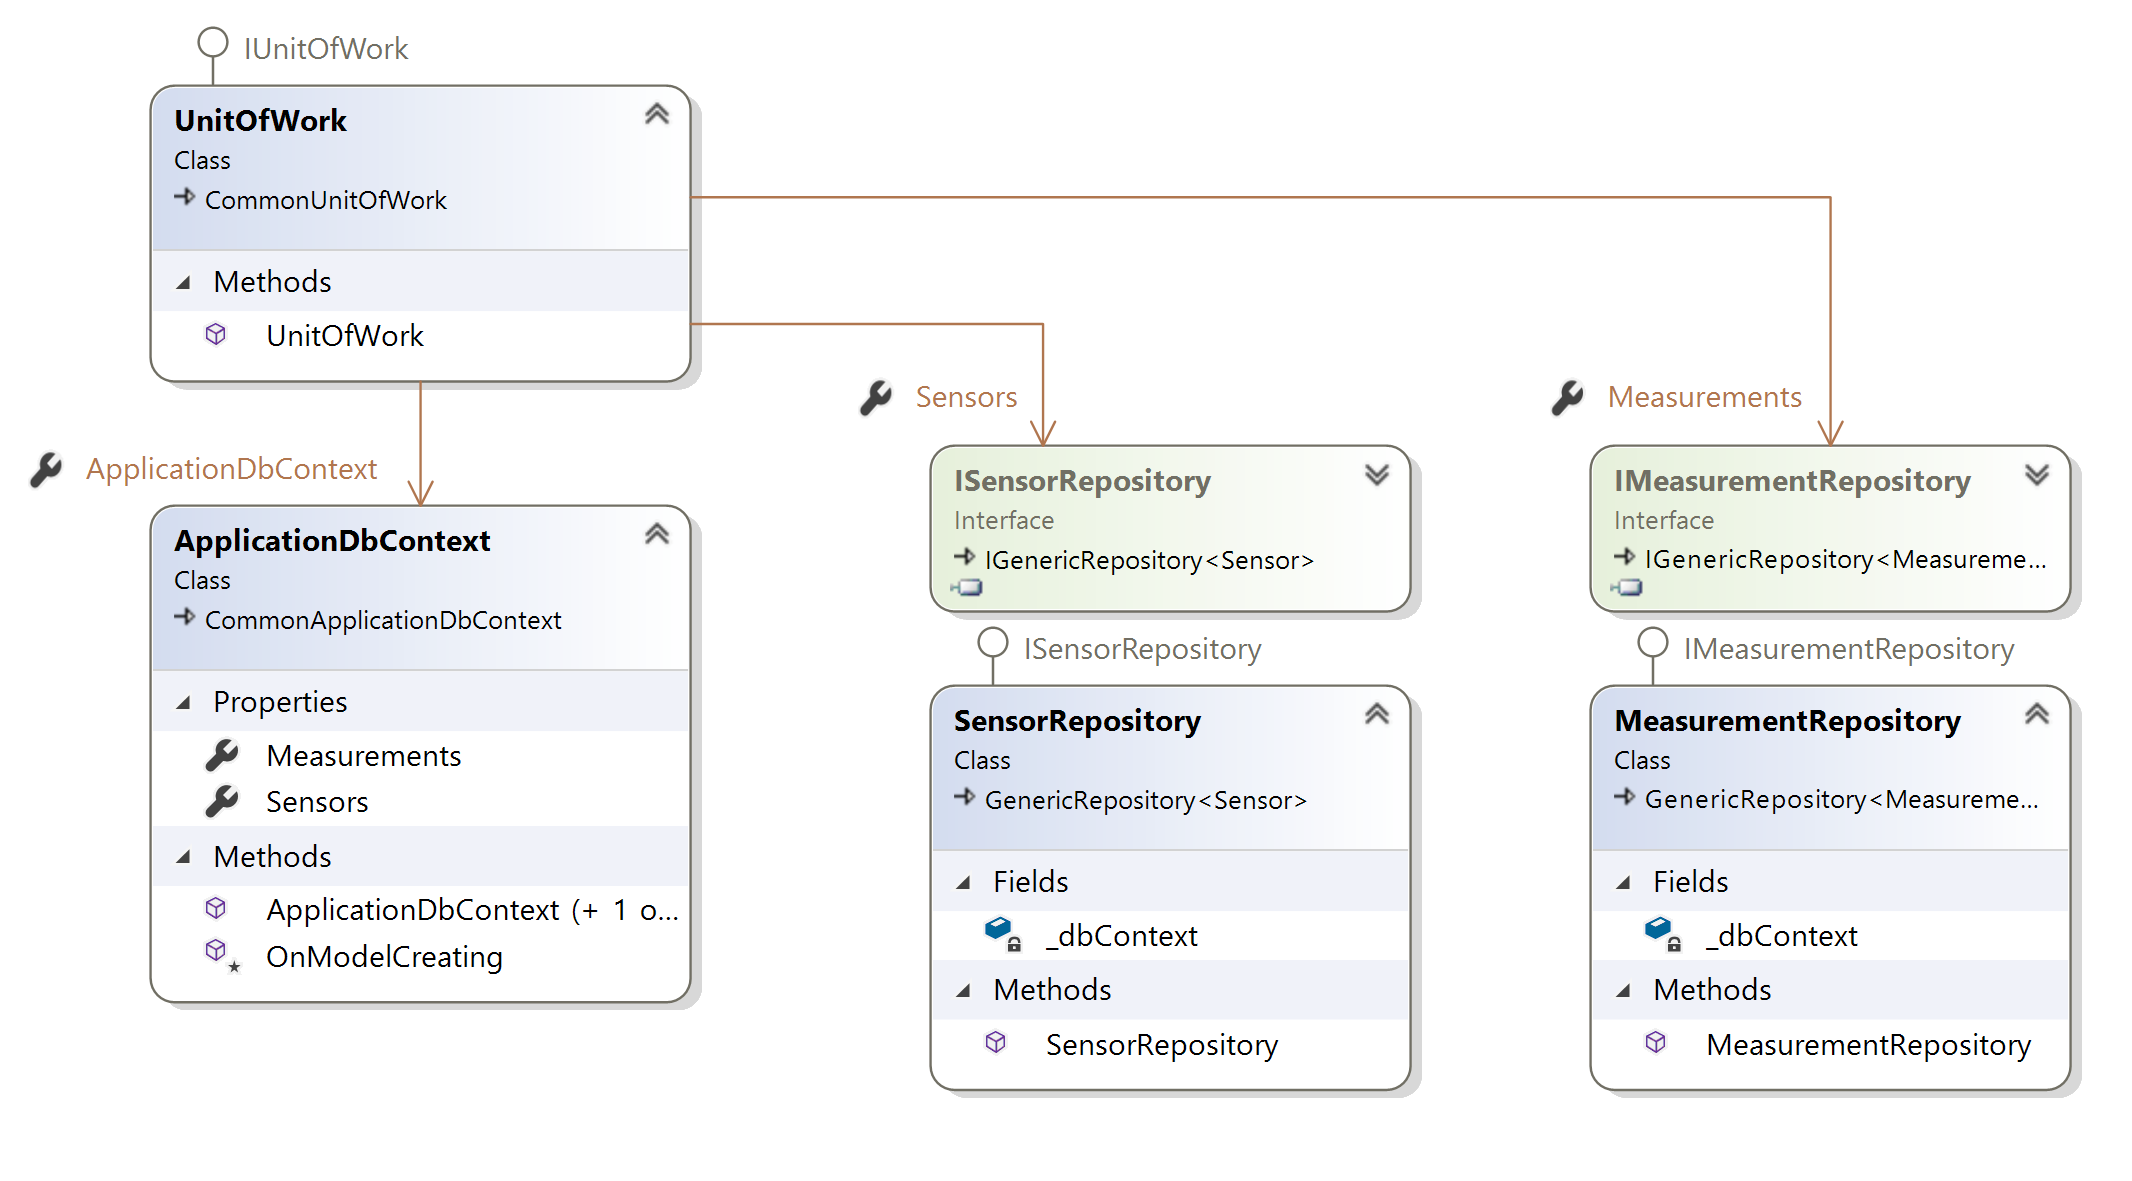 IUnitOfWork
UnitOfWork
Class
CommonUnitOfWork
Methods
UnitOfWork
ApplicationDbContext
ApplicationDbContext
Class
CommonApplicationDbContext
Properties
Measurements
Sensors
Methods
ApplicationDbContext (+ 1 o...
OnModelCreating
Sensors
ISensorRepository
Interface
IGenericRepository<Sensor>
ISensorRepository
SensorRepository
Class
GenericRepository<Sensor>
Fields
_dbContext
Methods
SensorRepository
Measurements
IMeasurementRepository
Interface
IGenericRepository<Measureme...
IMeasurementRepository
MeasurementRepository
Class
GenericRepository<Measureme...
Fields
_dbContext
Methods
MeasurementRepository